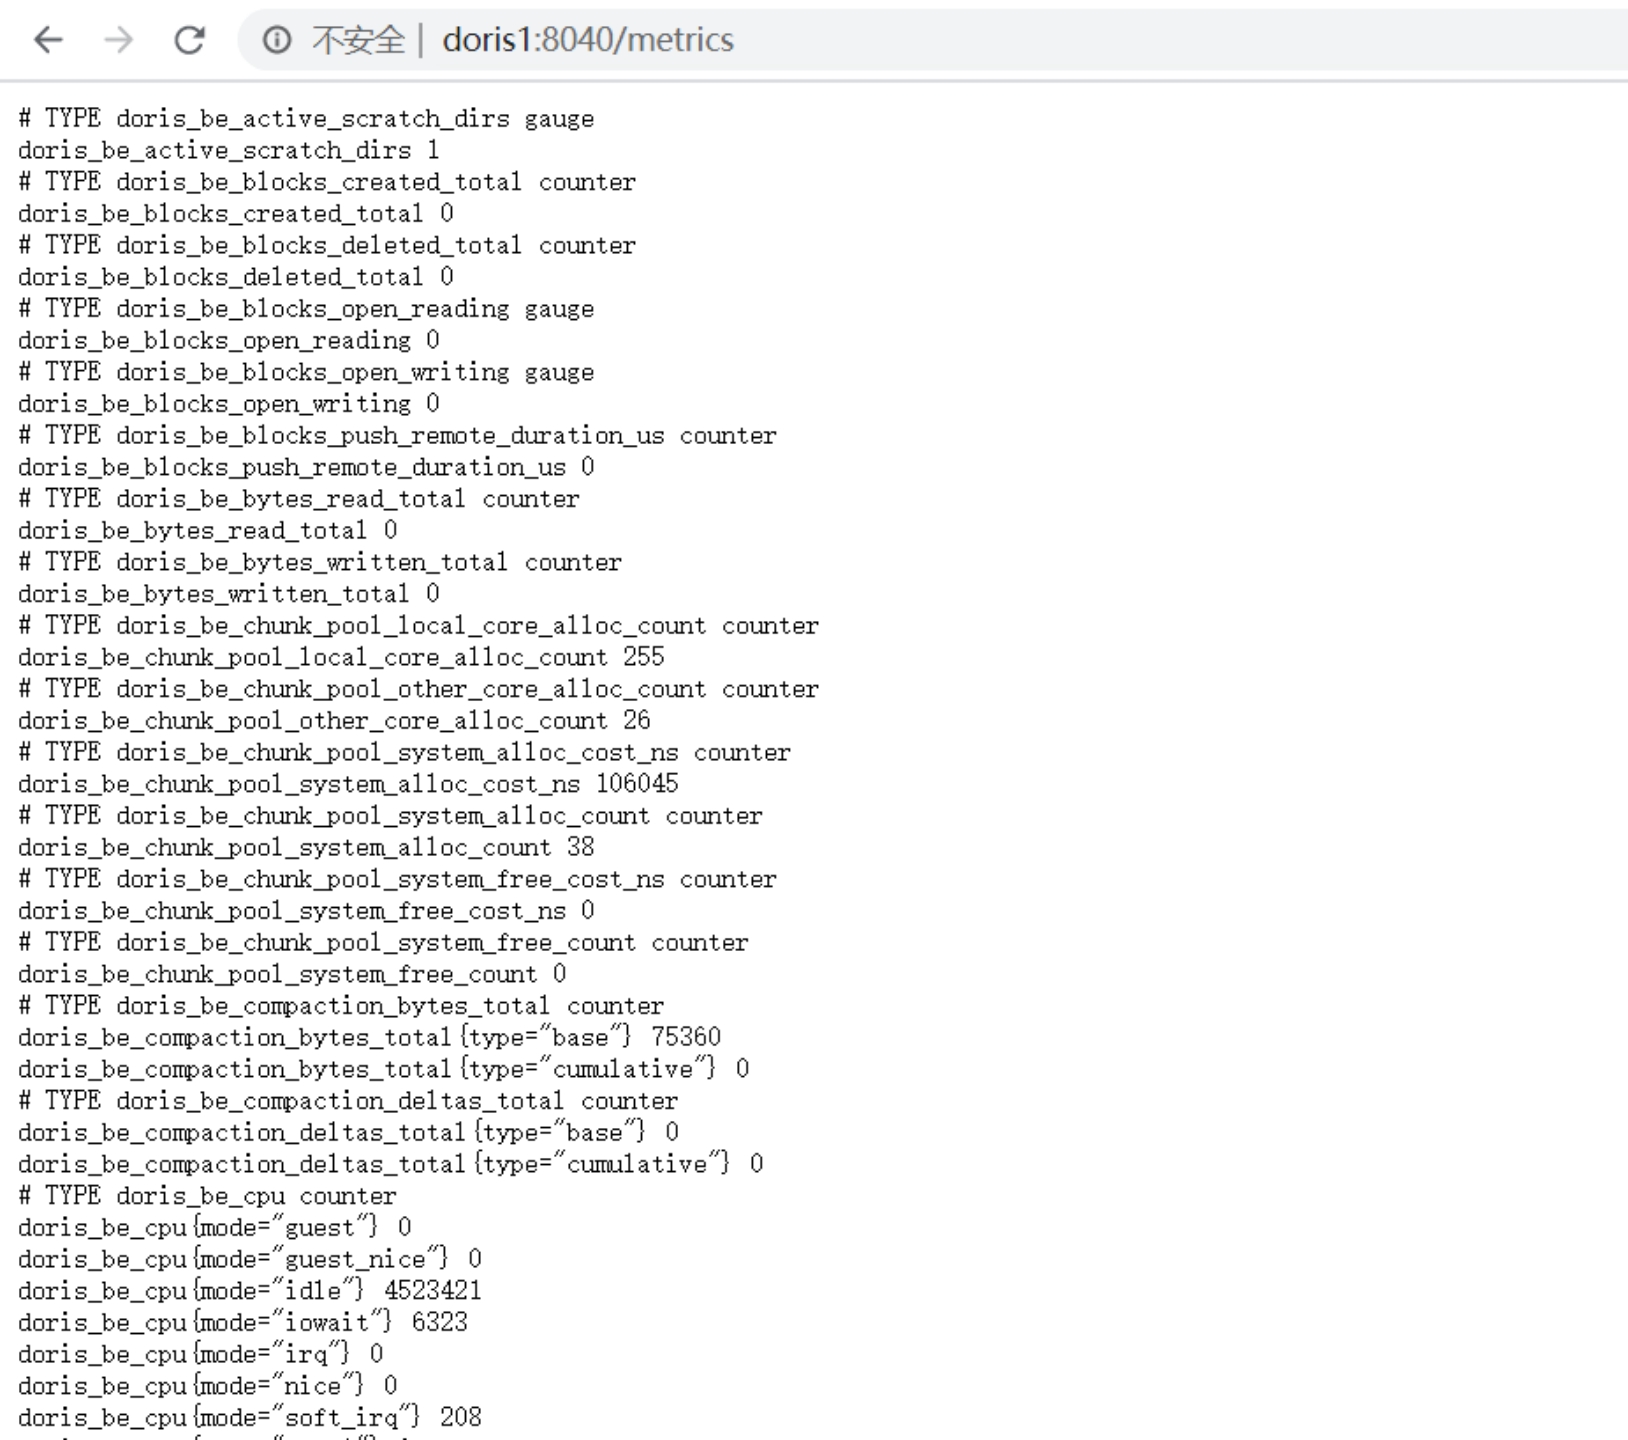 不安全 | doris1:8040/metrics
# TYPE doris_be_active_scratch_dirs gauge
doris_be_active_scratch_dirs 1
# TYPE doris_be_blocks_created_total counter
doris_be_blocks_created_total 0
# TYPE doris_be_blocks_deleted_total counter
doris_be_blocks_deleted_total 0
# TYPE doris_be_blocks_open_reading gauge
doris_be_blocks_open_reading 0
# TYPE doris_be_blocks_open_writing gauge
doris_be_blocks_open_writing 0
# TYPE doris_be_blocks_push_remote_duration_us counter
doris_be_blocks_push_remote_duration_us 0
# TYPE doris_be_bytes_read_total counter
doris_be_bytes_read_total 0
# TYPE doris_be_bytes_written_total counter
doris_be_bytes_written_total 0
# TYPE doris_be_chunk_pool_local_core_alloc_count counter
doris_be_chunk_pool_local_core_alloc_count 255
# TYPE doris_be_chunk_pool_other_core_alloc_count counter
doris_be_chunk_pool_other_core_alloc_count 26
# TYPE doris_be_chunk_pool_system_alloc_cost_ns counter
doris_be_chunk_pool_system_alloc_cost_ns 106045
# TYPE doris_be_chunk_pool_system_alloc_count counter
doris_be_chunk_pool_system_alloc_count 38
# TYPE doris_be_chunk_pool_system_free_cost_ns counter
doris_be_chunk_pool_system_free_cost_ns 0
# TYPE doris_be_chunk_pool_system_free_count counter
doris_be_chunk_pool_system_free_count 0
# TYPE doris_be_compaction_bytes_total counter
doris_be_compaction_bytes_total{type="base"} 75360
doris_be_compaction_bytes_total{type="cumulative"} 0
# TYPE doris_be_compaction_deltas_total counter
doris_be_compaction_deltas_total{type="base"} 0
doris_be_compaction_deltas_total{type="cumulative"} 0
# TYPE doris_be_cpu counter
doris_be_cpu{mode="guest"} 0
doris_be_cpu{mode="guest_nice"} 0
doris_be_cpu{mode="idle"} 4523421
doris_be_cpu{mode="iowait"} 6323
doris_be_cpu{mode="irq"} 0
doris_be_cpu{mode="nice"} 0
doris_be_cpu{mode="soft_irq"} 208